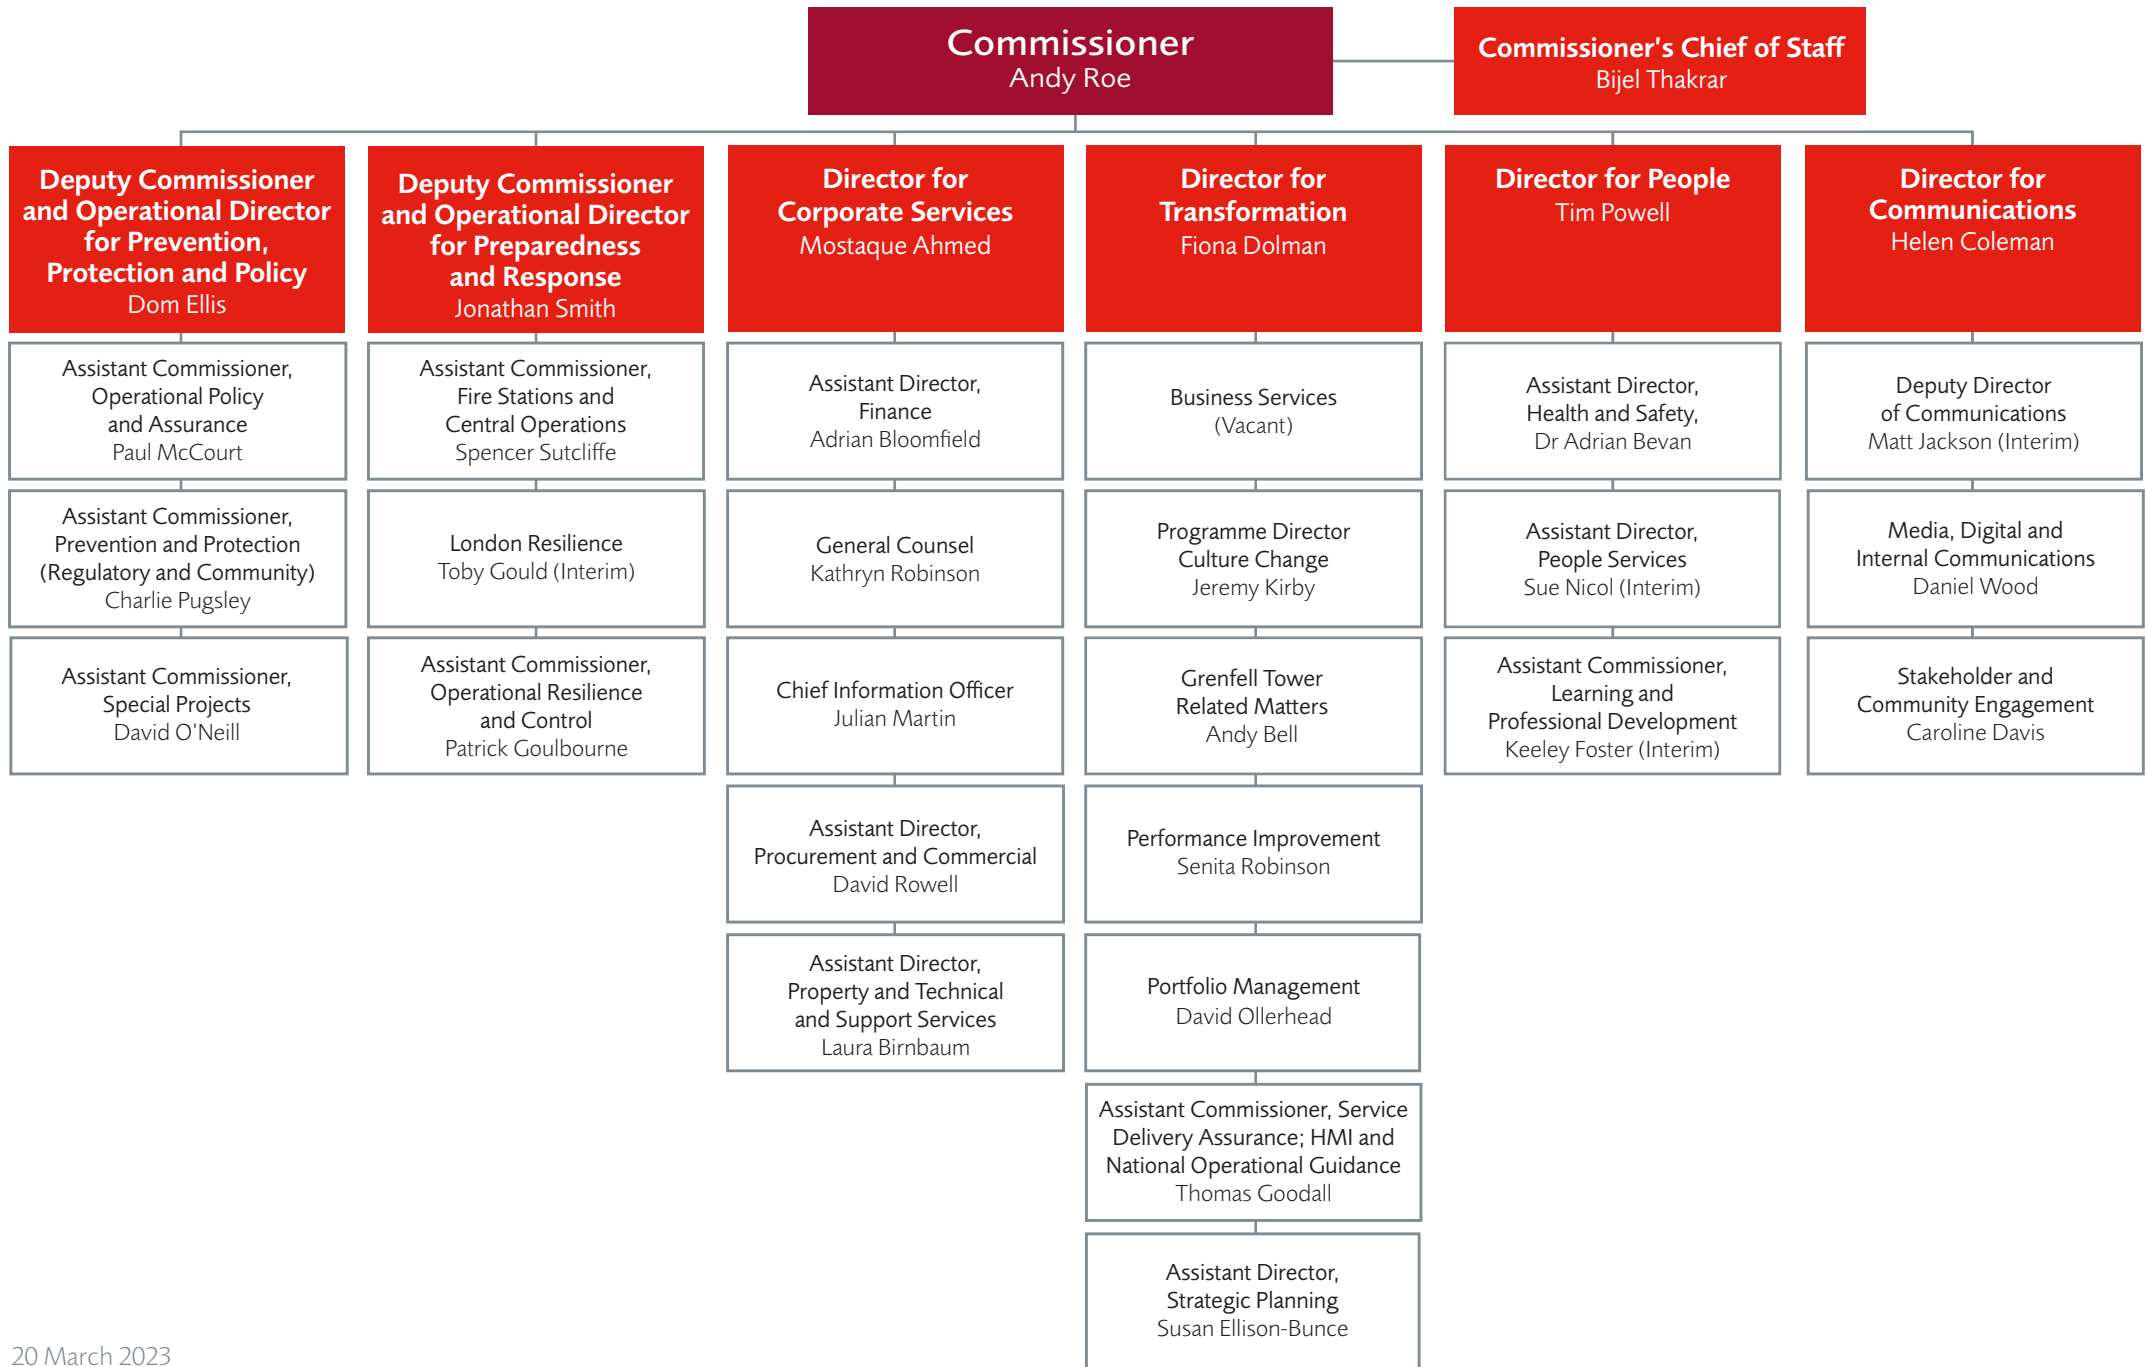 Commissioner
Andy Roe
Commissioner's Chief of Staff
Bijel Thakrar
Deputy Commissioner
and Operational Director
for Prevention,
Protection and Policy
Dom Ellis
Assistant Commissioner,
Operational Policy
and Assurance
Paul McCourt
Assistant Commissioner,
Prevention and Protection
(Regulatory and Community)
Charlie Pugsley
Assistant Commissioner,
Special Projects
David O'Neill
Deputy Commissioner
and Operational Director
for Preparedness
and Response
Jonathan Smith
Assistant Commissioner,
Fire Stations and
Central Operations
Spencer Sutcliffe
London Resilience
Toby Gould (Interim)
Assistant Commissioner,
Operational Resilience
and Control
Patrick Goulbourne
Director for
Corporate Services
Mostaque Ahmed
Assistant Director,
Finance
Adrian Bloomfield
General Counsel
Kathryn Robinson
Chief Information Officer
Julian Martin
Assistant Director,
Procurement and Commercial
David Rowell
Assistant Director,
Property and Technical
and Support Services
Laura Birnbaum
Director for
Transformation
Fiona Dolman
Business Services
(Vacant)
Programme Director
Culture Change
Jeremy Kirby
Grenfell Tower
Related Matters
Andy Bell
Performance Improvement
Senita Robinson
Portfolio Management
David Ollerhead
Assistant Commissioner, Service
Delivery Assurance; HMI and
National Operational Guidance
Thomas Goodall
Assistant Director,
Strategic Planning
Susan Ellison-Bunce
Director for People
Tim Powell
Assistant Director,
Health and Safety,
Dr Adrian Bevan
Assistant Director,
People Services
Sue Nicol (Interim)
Assistant Commissioner,
Learning and
Professional Development
Keeley Foster (Interim)
Director for
Communications
Helen Coleman
Deputy Director
of Communications
Matt Jackson (Interim)
Media, Digital and
Internal Communications
Daniel Wood
Stakeholder and
Community Engagement
Caroline Davis
20 March 2023